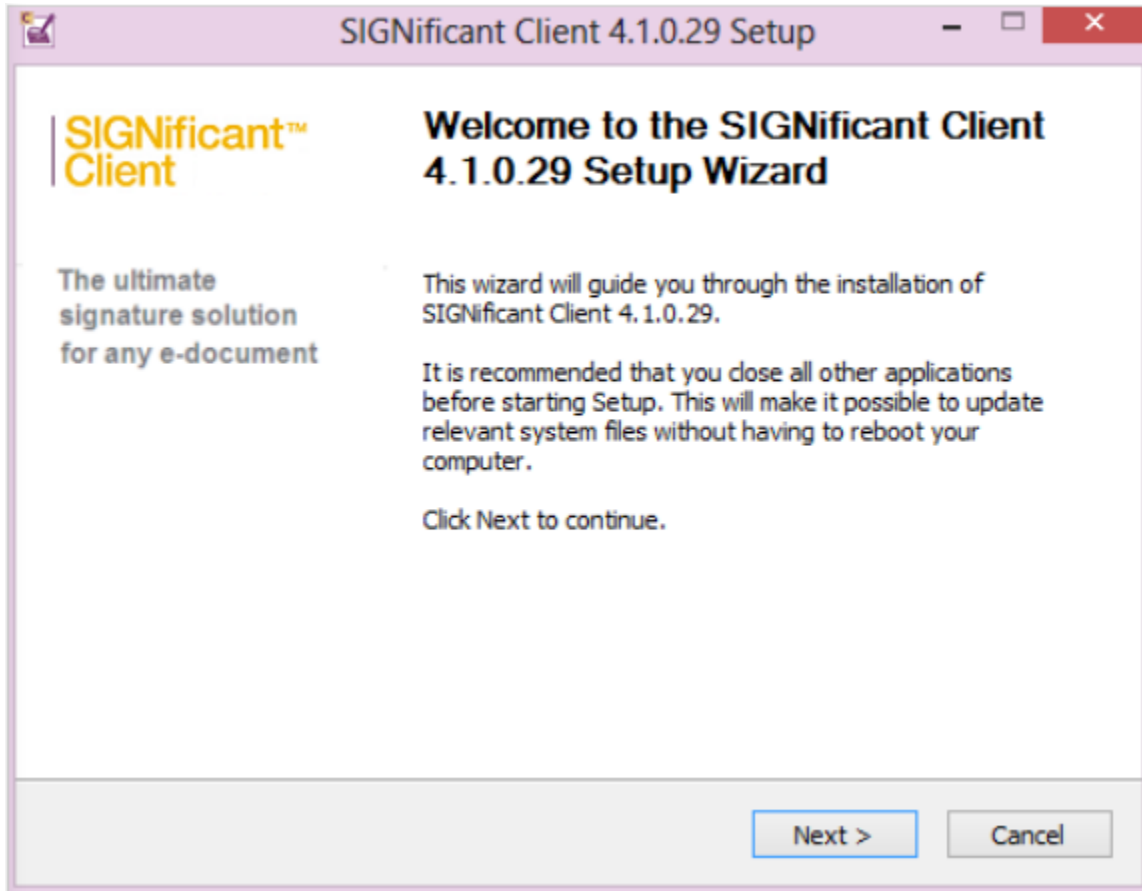 SIGNificant Client 4.1.0.29 Setup
SIGNificant™
Client
Welcome to the SIGNificant Client
4.1.0.29 Setup Wizard
The ultimate
signature solution
for any e-document
This wizard will guide you through the installation of
SIGNificant Client 4.1.0.29.
It is recommended that you close all other applications
before starting Setup. This will make it possible to update
relevant system files without having to reboot your
computer.
Click Next to continue.
Next >
Cancel